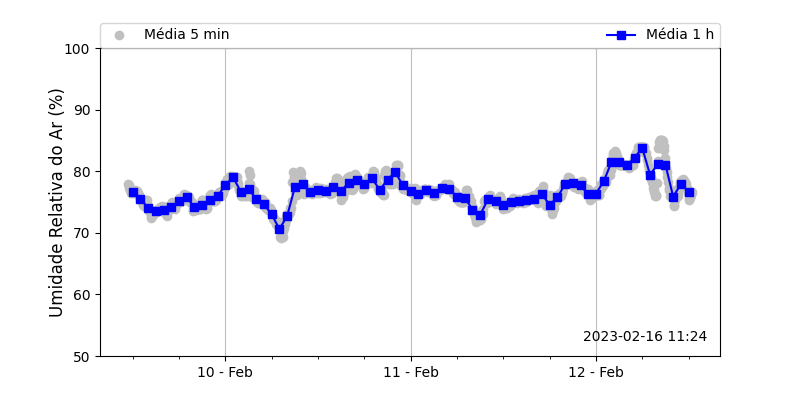 Média 5 min
Média 1 h
Umidade Relativa do Ar (%)
100
90
80
70
60
50
2023-02-16 11:24
10 - Feb
11 - Feb
12 - Feb